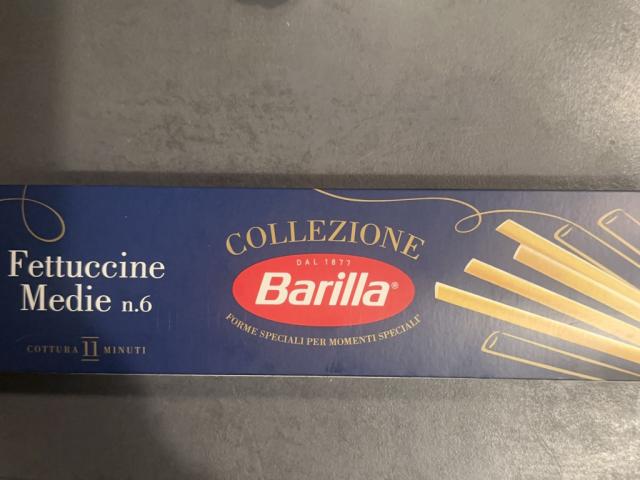 Fettuccine
Medie n.6
COTTURA 11 MINUTI
COLLEZIONE
DAL 1877
Barilla®
FORME SPECIALI PER MOMENTI SPECIALI